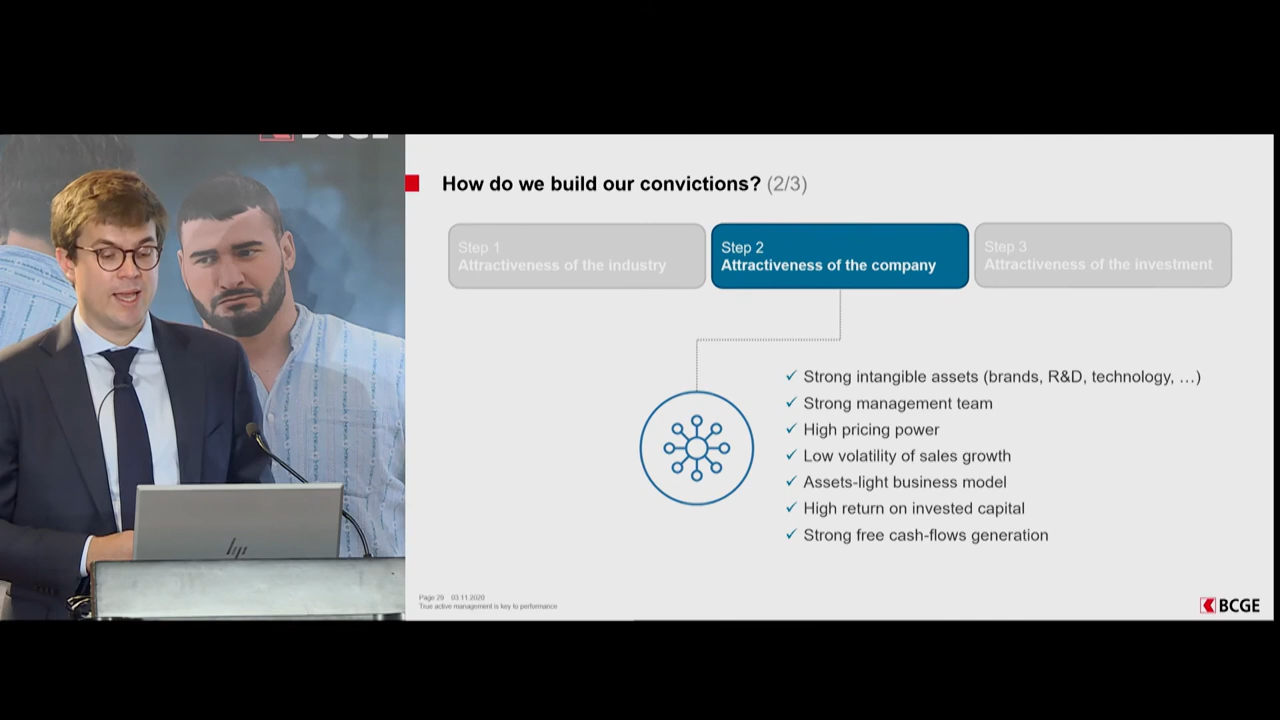 BCGE
How do we build our convictions? (2/3)
Step 1
Attractiveness of the industry
Step 2
Attractiveness of the company
Step 3
Attractiveness of the investment
✓ Strong intangible assets (brands, R&D, technology, …)
✓ Strong management team
✓ High pricing power
✓ Low volatility of sales growth
✓ Assets-light business model
✓ High return on invested capital
✓ Strong free cash-flows generation
hp
Page 29 03.11.2020
True active management is key to performance
BCGE